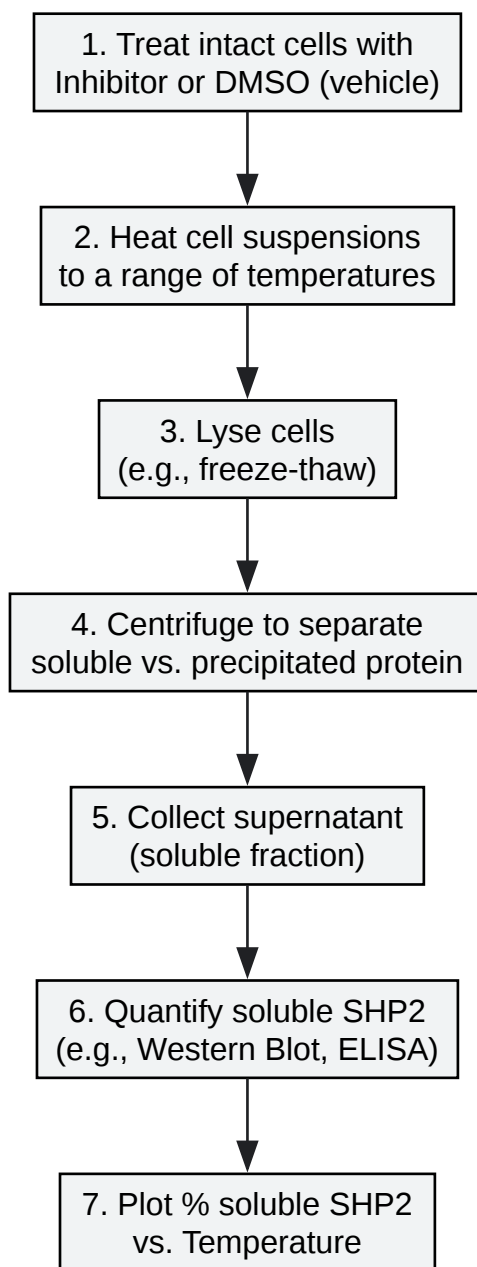 1. Treat intact cells with
Inhibitor or DMSO (vehicle)
2. Heat cell suspensions
to a range of temperatures
3. Lyse cells
(e.g., freeze-thaw)
4. Centrifuge to separate
soluble vs. precipitated protein
5. Collect supernatant
(soluble fraction)
6. Quantify soluble SHP2
(e.g., Western Blot, ELISA)
7. Plot % soluble SHP2
vs. Temperature